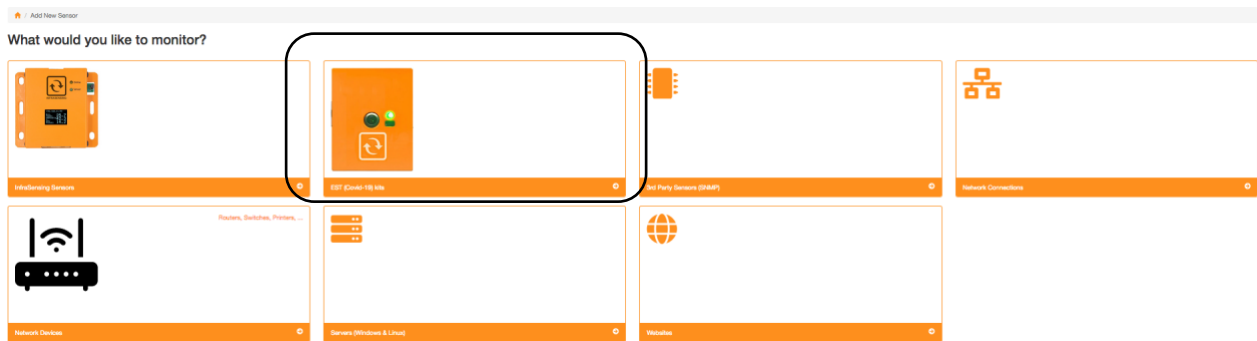 / Add New Sensor
What would you like to monitor?
InfraSensing Sensors
EST (Covid-19) kits
3rd Party Sensors (SNMP)
Network Connections
Routers, Switches, Printers, ...
Network Devices
Servers (Windows & Linux)
Websites